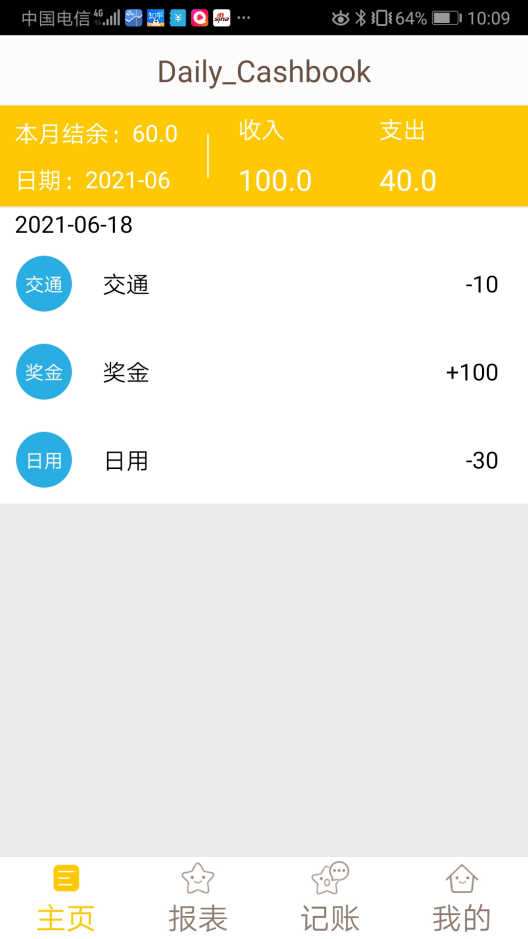 中国电信 4G 64% 10:09
Daily_Cashbook
本月结余: 60.0
日期: 2021-06
收入
100.0
支出
40.0
2021-06-18
交通 交通 -10
奖金 奖金 +100
日用 日用 -30
主页 报表 记账 我的